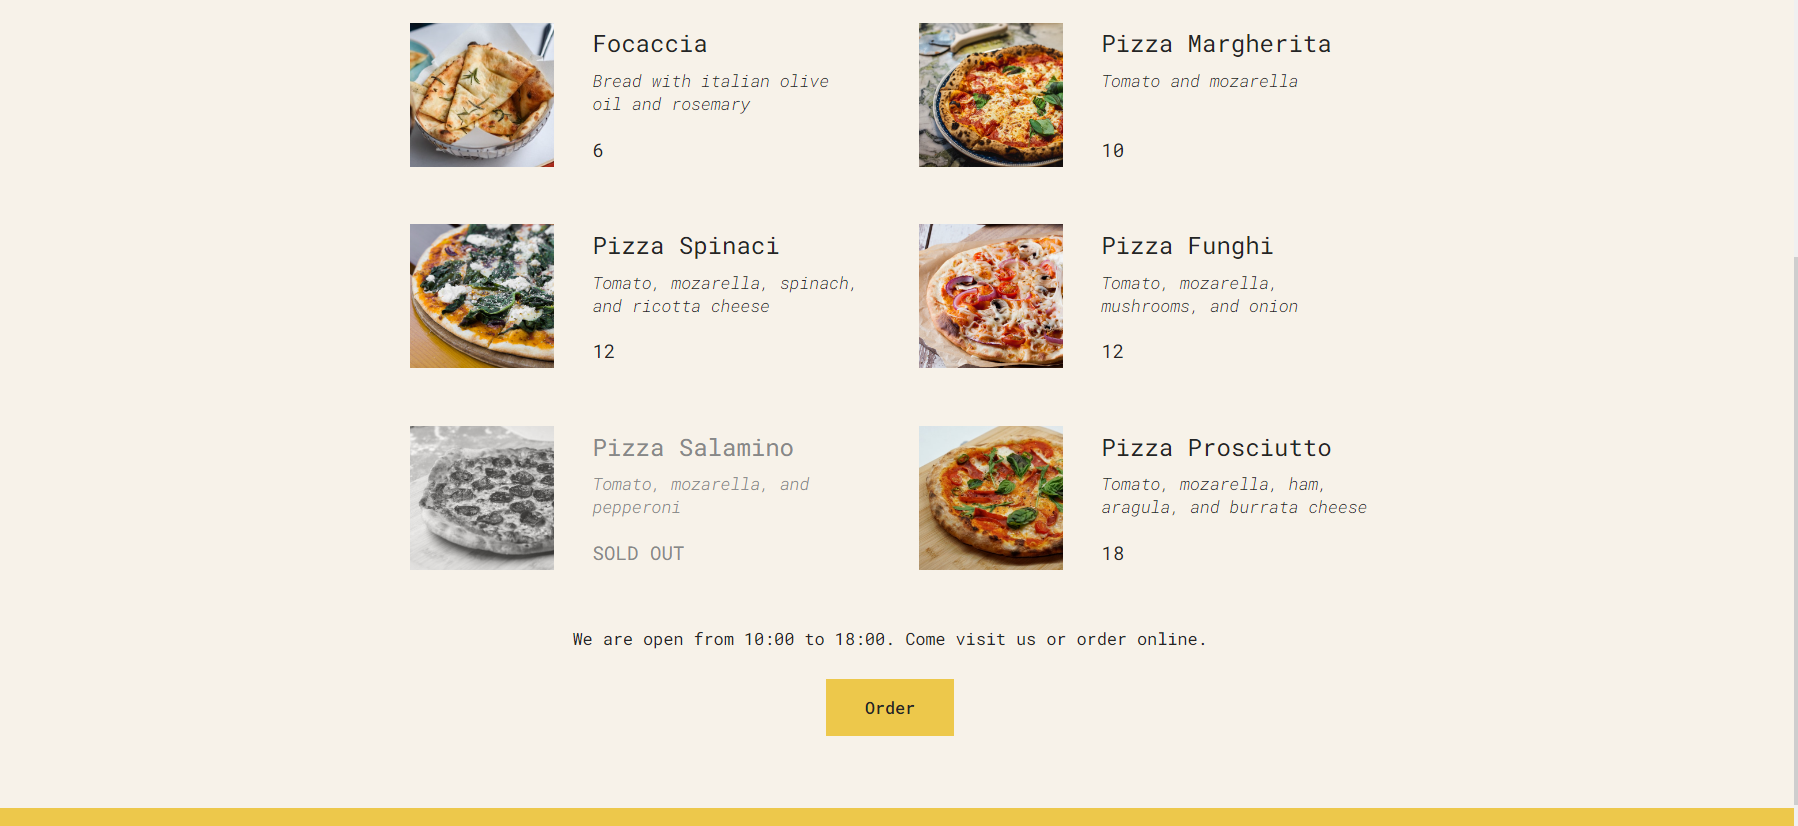 Focaccia
Bread with italian olive
oil and rosemary
6
Pizza Margherita
Tomato and mozarella
10
Pizza Spinaci
Tomato, mozarella, spinach,
and ricotta cheese
12
Pizza Funghi
Tomato, mozarella,
mushrooms, and onion
12
Pizza Salamino
Tomato, mozarella, and
pepperoni
SOLD OUT
Pizza Prosciutto
Tomato, mozarella, ham,
aragula, and burrata cheese
18
We are open from 10:00 to 18:00. Come visit us or order online.
Order